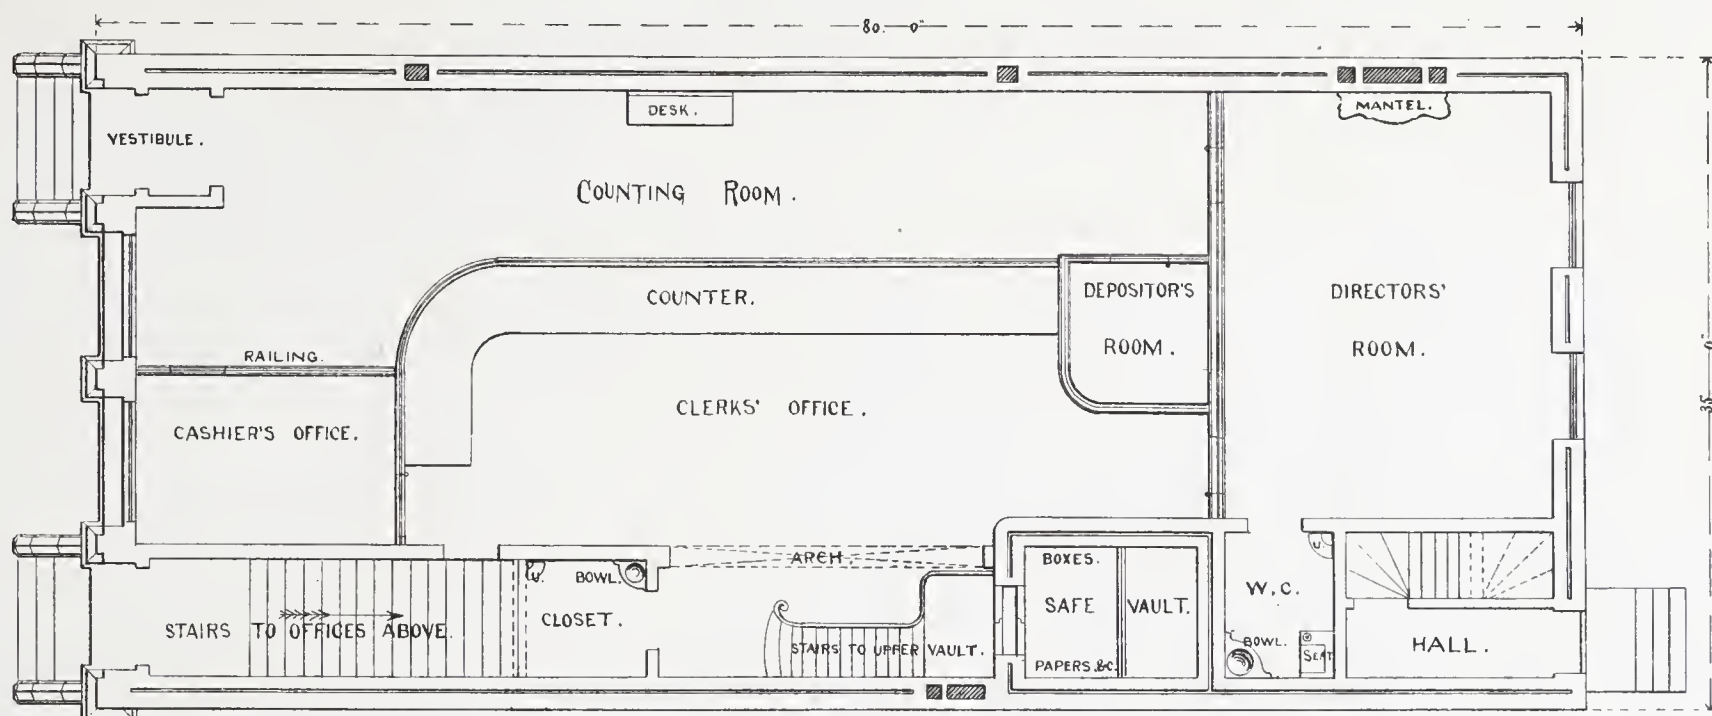 80.-0"
DESK.
MANTEL.
VESTIBULE.
COUNTING ROOM.
COUNTER.
DEPOSITOR'S
ROOM.
DIRECTORS'
ROOM.
35.-0"
RAILING.
CLERKS' OFFICE.
CASHIER'S OFFICE.
ARCH.
BOXES.
SAFE
VAULT.
PAPERS.&C.
U.
BOWL.
CLOSET.
STAIRS TO OFFICES ABOVE.
STAIRS TO UPPER VAULT.
U.
W.C.
BOWL.
SEAT
HALL.